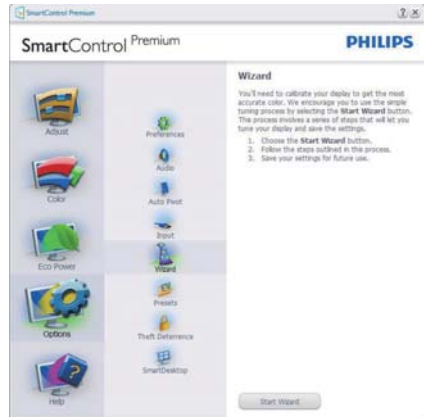 SmartControl Premium
SmartControl Premium
PHILIPS
Adjust
Color
Eco Power
Options
Help
Preferences
Audio
Auto Pivot
Input
Wizard
Presets
Theft Deterrence
SmartDesktop
Wizard
You'll need to calibrate your display to get the most
accurate color. We encourage you to use the simple
tuning process by selecting the Start Wizard button.
This process involves a series of steps that will let you
tune your display and save the settings.
1. Choose the Start Wizard button.
2. Follow the steps outlined in this process.
3. Save your settings for future use.
Start Wizard